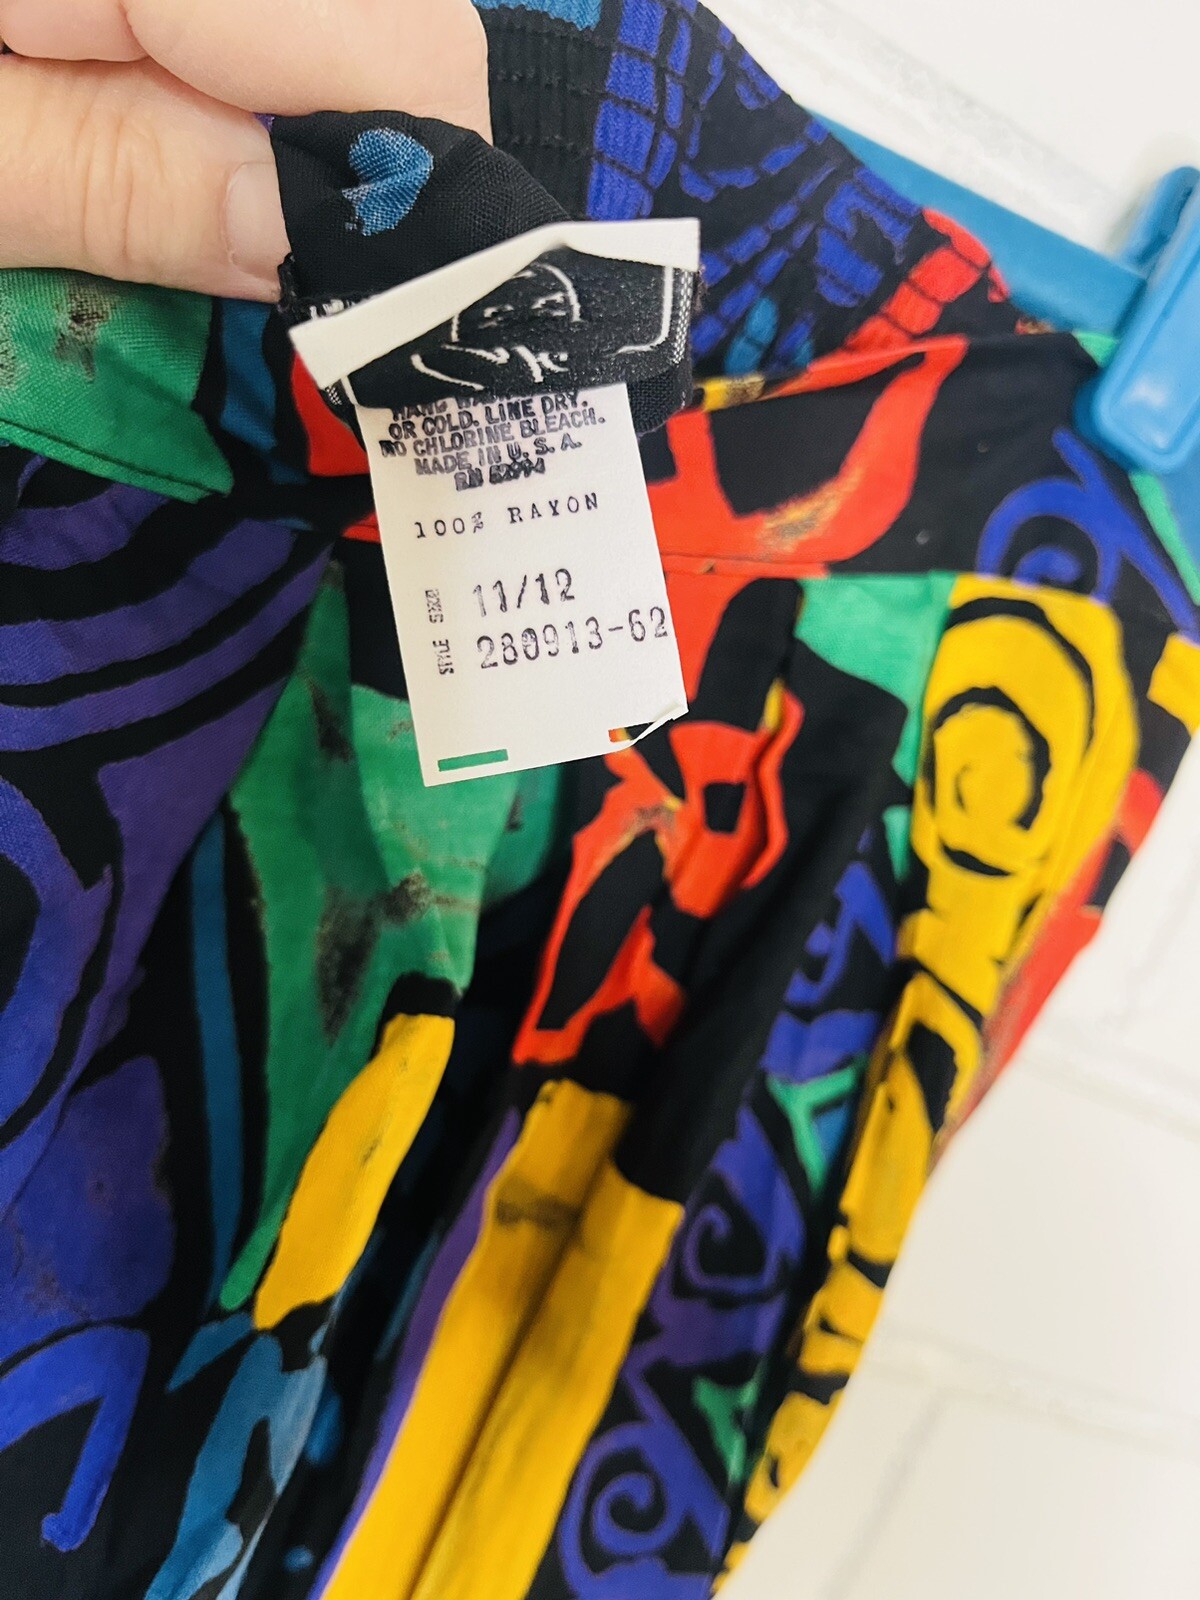 HAND WASH
OR COLD. LINE DRY.
NO CHLORINE BLEACH.
MADE IN U.S.A.
RN
100% RAYON
SIZE 11/12
STYLE 280913-62